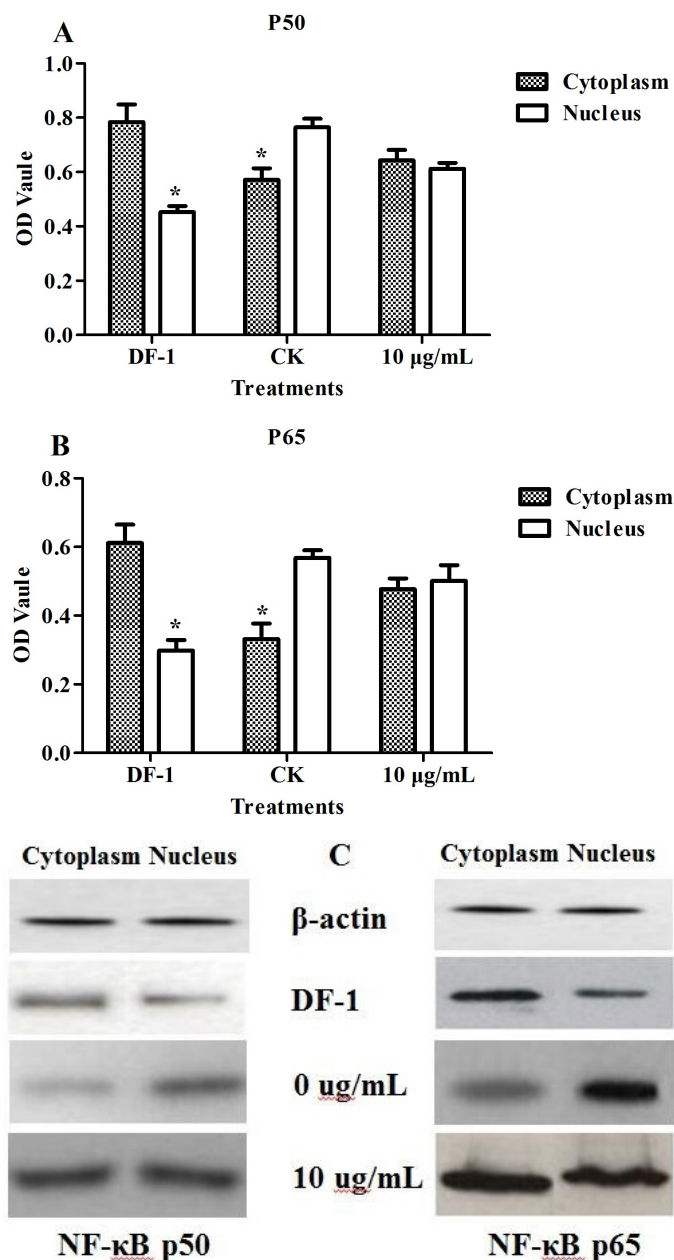 A
P50
1.0
0.8
0.6
0.4
0.2
0.0
OD Vaule
*
*
Cytoplasm
Nucleus
DF-1
CK
10 μg/mL
Treatments
B
P65
0.8
0.6
0.4
0.2
0.0
OD Vaule
*
*
Cytoplasm
Nucleus
DF-1
CK
10 μg/mL
Treatments
Cytoplasm Nucleus
C
Cytoplasm Nucleus
β-actin
DF-1
0 ug/mL
10 ug/mL
NF-κB p50
NF-κB p65